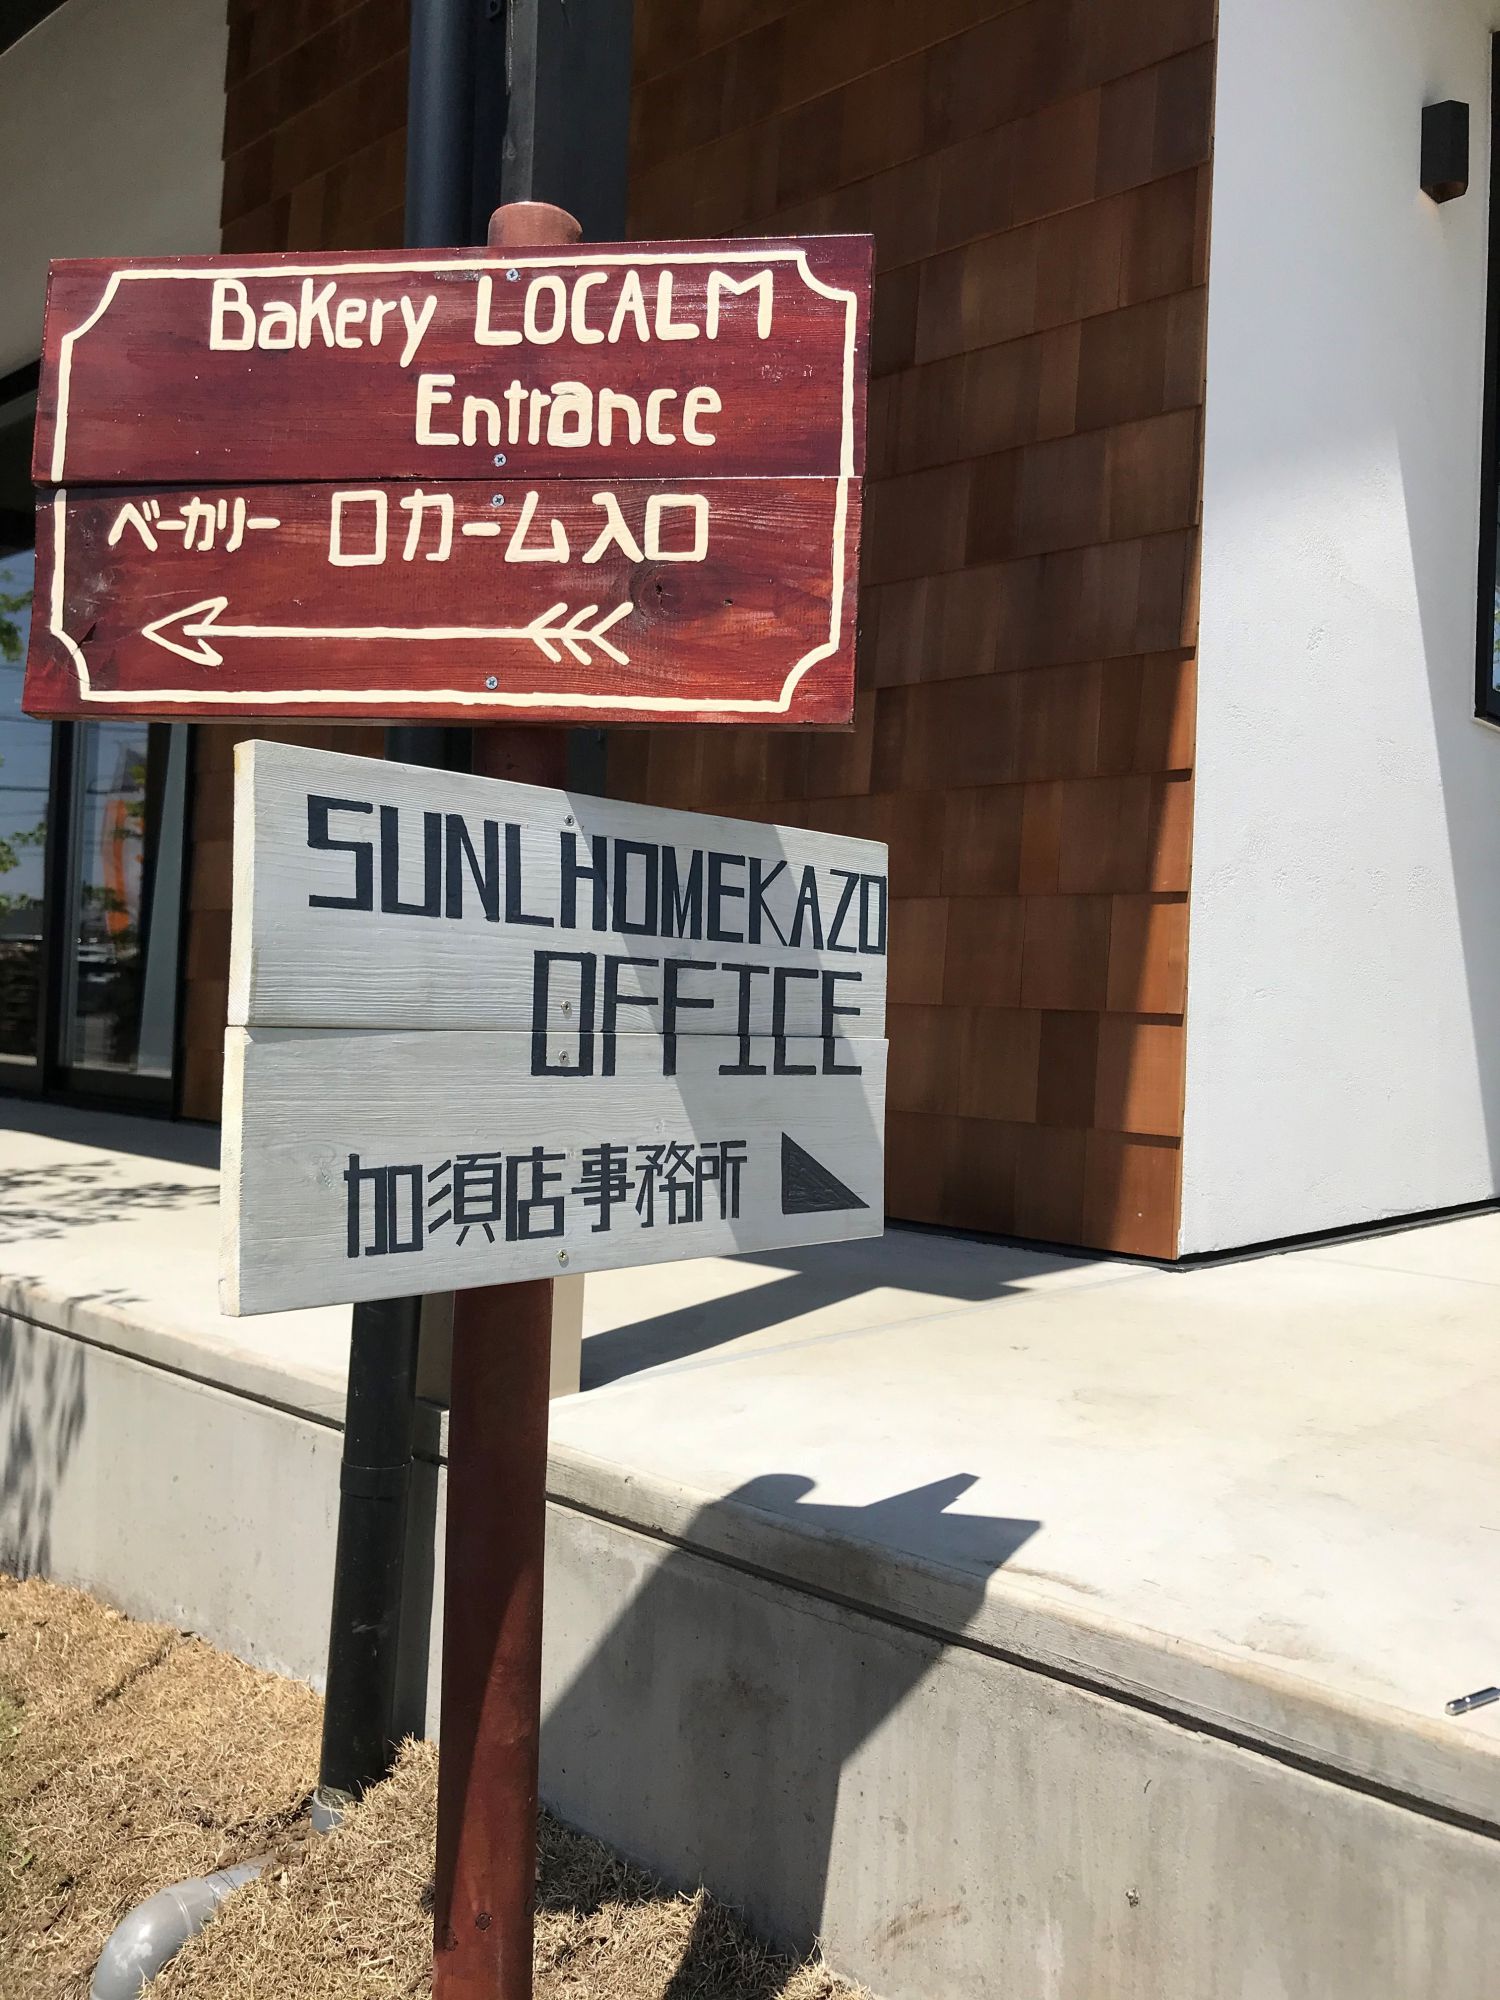 Bakery LOCALM
Entrance
ベーカリー ロカーム入口
SUNLHOMEKAZO
OFFICE
加須店事務所